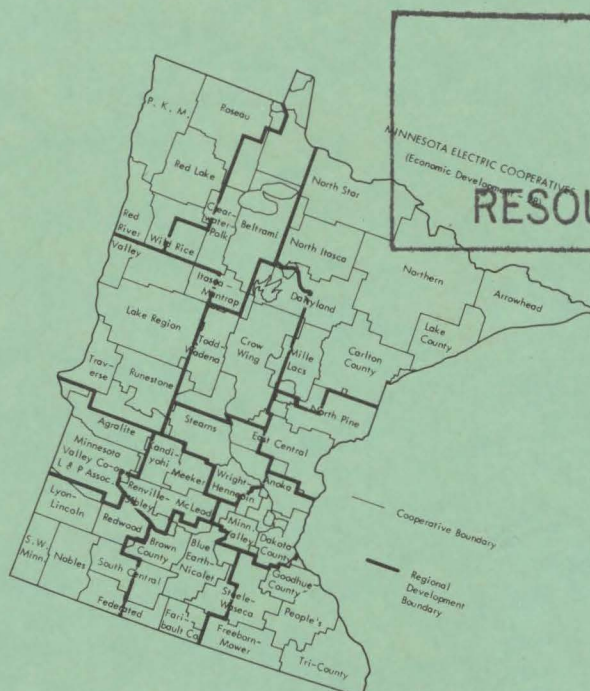 MINNESOTA ELECTRIC COOPERATIVES
(Economic Develop
RESOU
P. K. M.
Roseau
Red Lake
North Star
Red
River
Valley
Wild Rice
Clear-
water-
Polk
Beltrami
North Itasca
Northern
Arrowhead
Itasca-
Mantrap
Dairyland
Lake
County
Lake Region
Todd-
Wadena
Crow
Wing
Mille
Lacs
Carlton
County
Trav-
erse
Runestone
North Pine
Stearns
East Central
Agralite
Kandi-
yohi
Meeker
Wright-
Hennepin
Anoka
Minnesota
Valley Co-op
L & P Assoc.
Renville-
Sibley
McLeod
Minn.
Valley
Dakota
County
Lyon-
Lincoln
Redwood
Brown
County
Blue
Earth-
Nicolet
Goodhue
County
S. W.
Minn.
Nobles
South Central
Steele-
Waseca
People's
Federated
Fari-
bault Co.
Freeborn-
Mower
Tri-County
Cooperative Boundary
Regional
Development
Boundary